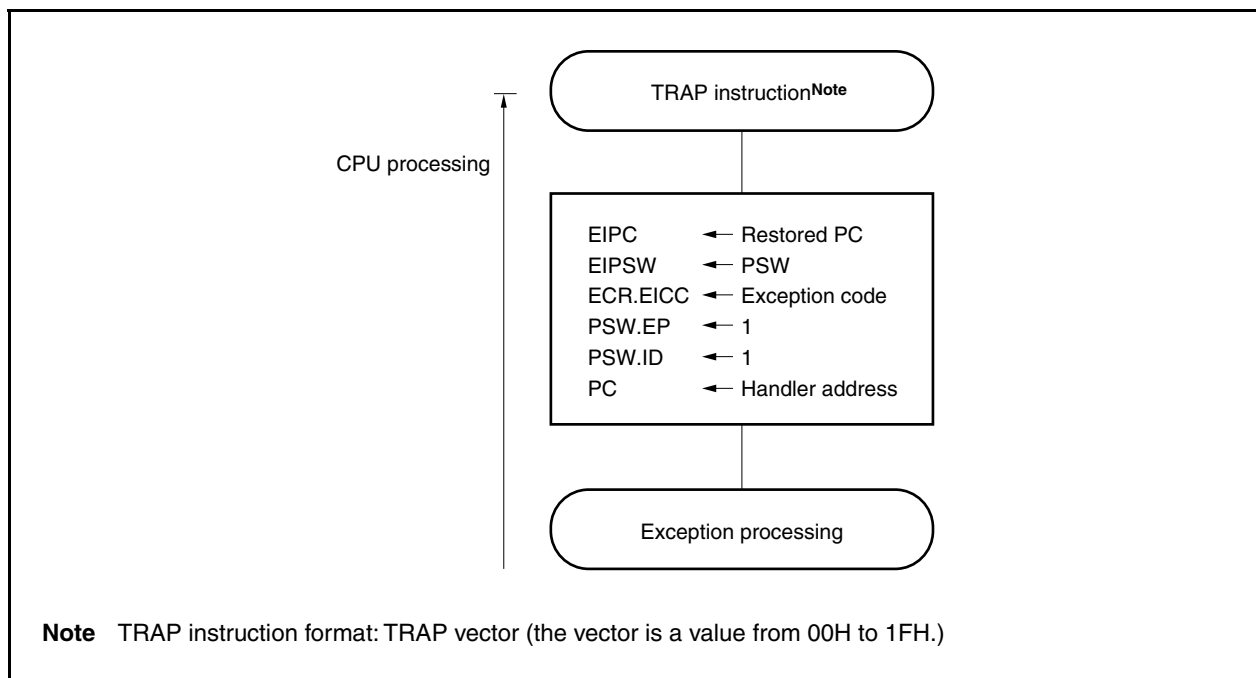 TRAP instructionNote
CPU processing
EIPC ← Restored PC
EIPSW ← PSW
ECR.EICC ← Exception code
PSW.EP ← 1
PSW.ID ← 1
PC ← Handler address
Exception processing
Note TRAP instruction format: TRAP vector (the vector is a value from 00H to 1FH.)